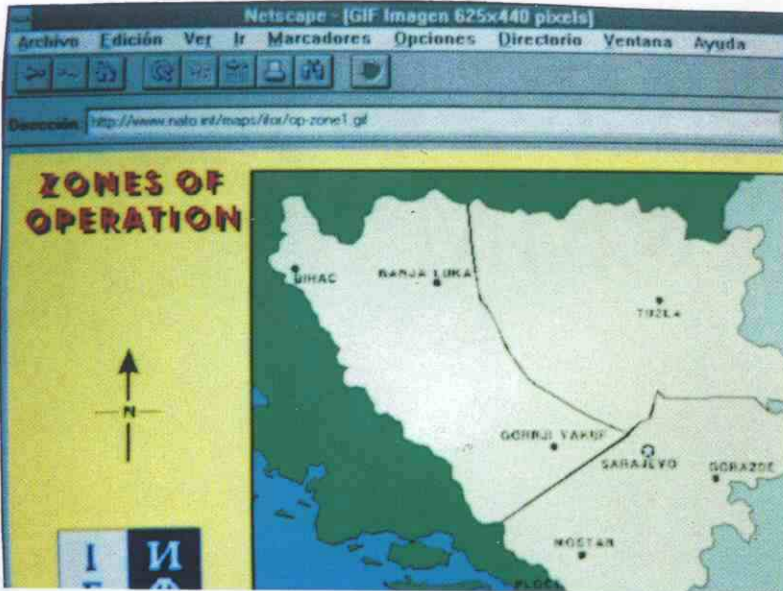 Netscape - [GIF Imagen 625x440 pixels]
Archivo Edición Ver Ir Marcadores Opciones Directorio Ventana Ayuda
Dirección: http://www.nato.int/maps/ifor/op-zone1.gif
ZONES OF
OPERATION
BIHAC
BANJA LUKA
TUZLA
N
GORNJI VAKUF
SARAJEVO
GORAZDE
MOSTAR
PLOCE
I И
F Ф